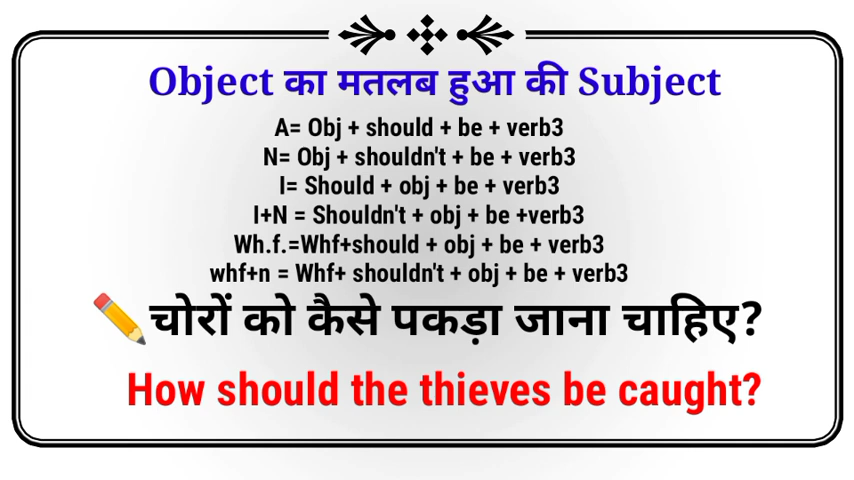 Object का मतलब हुआ की Subject
A= Obj + should + be + verb3
N= Obj + shouldn't + be + verb3
I= Should + obj + be + verb3
I+N = Shouldn't + obj + be +verb3
Wh.f.=Whf+should + obj + be + verb3
whf+n = Whf+ shouldn't + obj + be + verb3
चोरों को कैसे पकड़ा जाना चाहिए?
How should the thieves be caught?